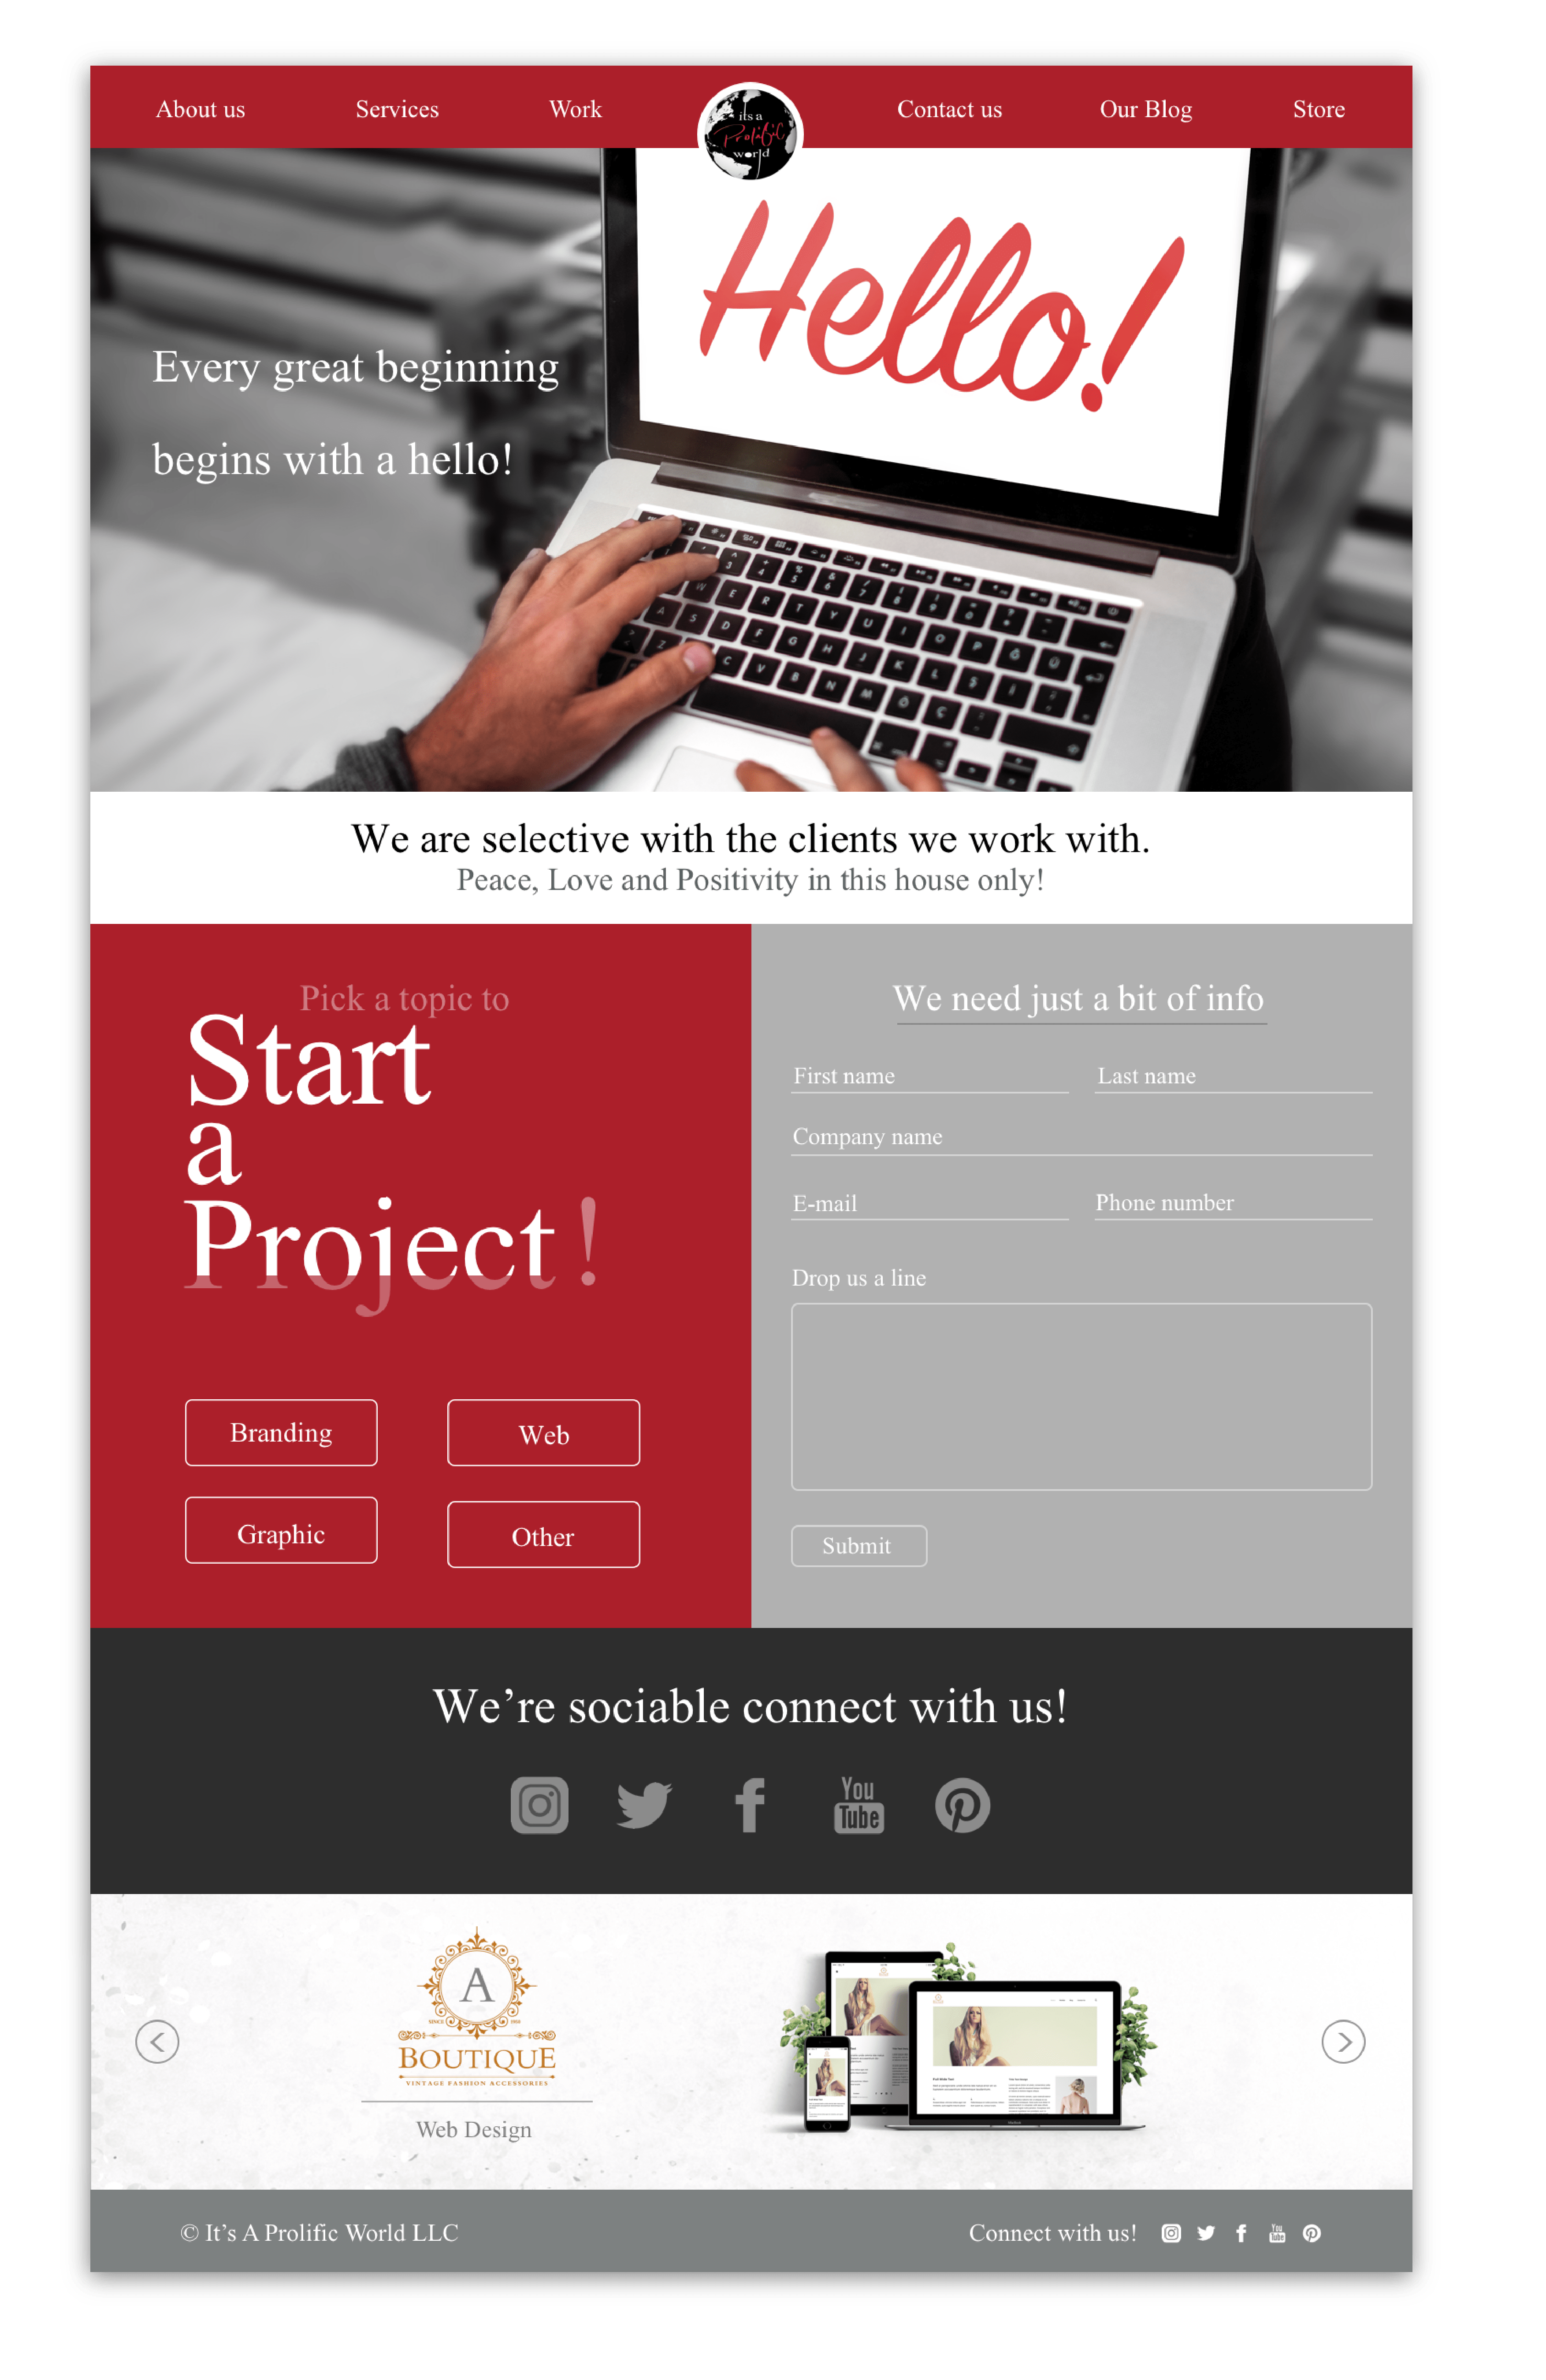 About us
Services
Work
its a
Prolific
world
Contact us
Our Blog
Store
Hello!
Every great beginning
begins with a hello!
We are selective with the clients we work with.
Peace, Love and Positivity in this house only!
Pick a topic to
Start
a
Project!
Branding
Web
Graphic
Other
We need just a bit of info
First name
Last name
Company name
E-mail
Phone number
Drop us a line
Submit
We’re sociable connect with us!
You
Tube
A
SINCE
BOUTIQUE
VINTAGE FASHION ACCESSORIES
Web Design
© It’s A Prolific World LLC
Connect with us!
You
Tube